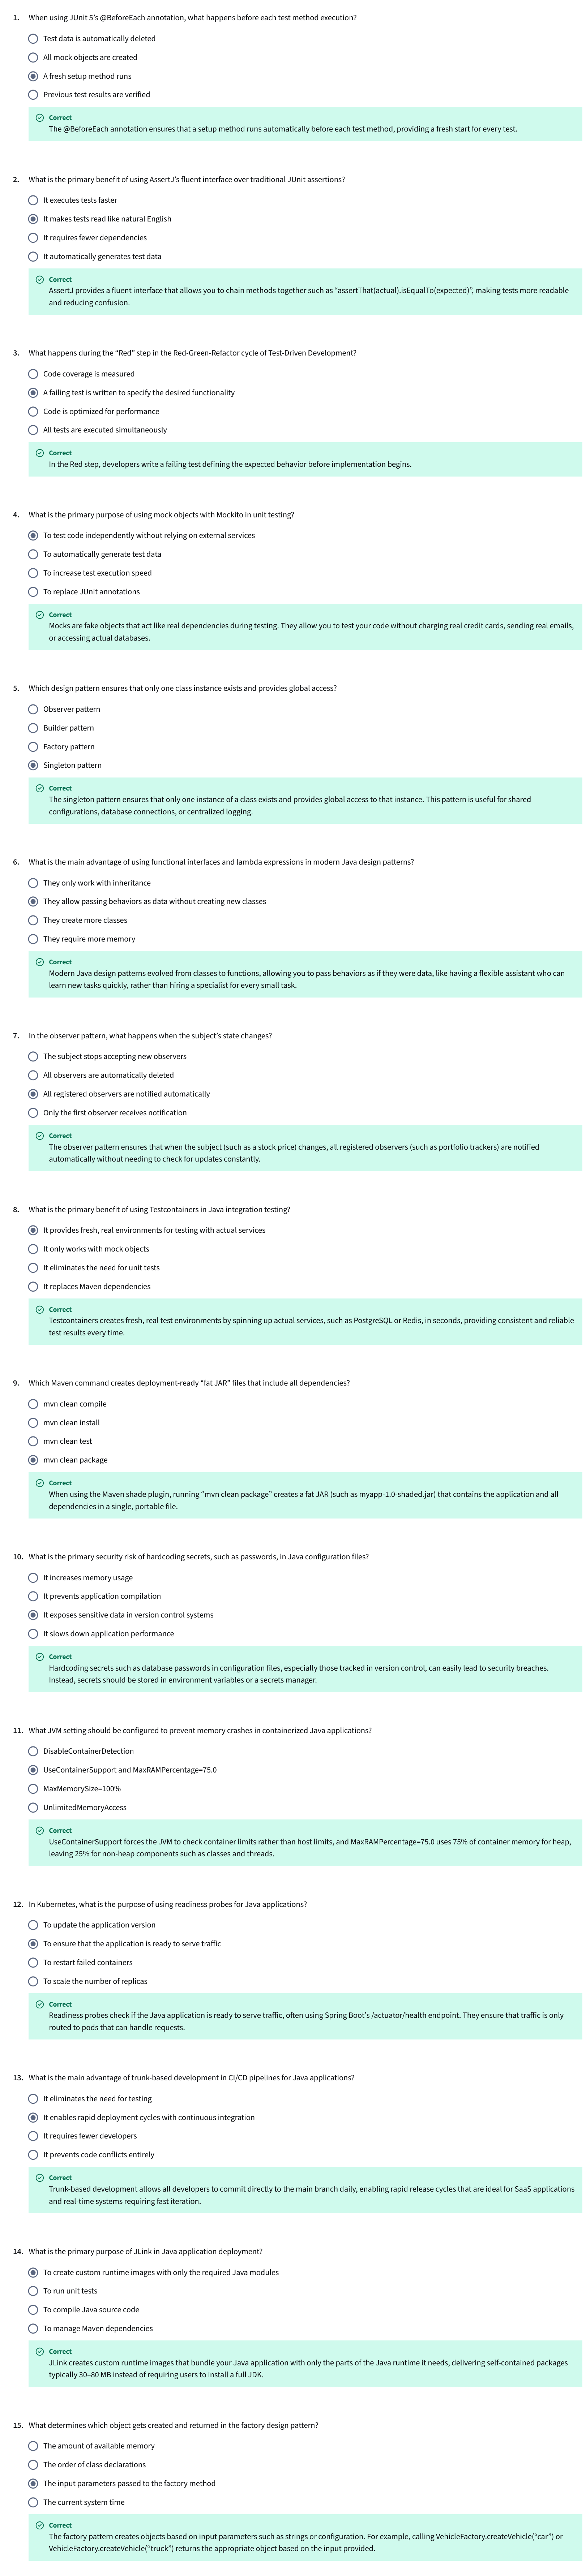 1. When using JUnit 5's @BeforeEach annotation, what happens before each test method execution?
Test data is automatically deleted
All mock objects are created
A fresh setup method runs
Previous test results are verified
Correct
The @BeforeEach annotation ensures that a setup method runs automatically before each test method, providing a fresh start for every test.
2. What is the primary benefit of using AssertJ's fluent interface over traditional JUnit assertions?
It executes tests faster
It makes tests read like natural English
It requires fewer dependencies
It automatically generates test data
Correct
AssertJ provides a fluent interface that allows you to chain methods together such as “assertThat(actual).isEqualTo(expected)”, making tests more readable
and reducing confusion.
3. What happens during the “Red” step in the Red-Green-Refactor cycle of Test-Driven Development?
Code coverage is measured
A failing test is written to specify the desired functionality
Code is optimized for performance
All tests are executed simultaneously
Correct
In the Red step, developers write a failing test defining the expected behavior before implementation begins.
4. What is the primary purpose of using mock objects with Mockito in unit testing?
To test code independently without relying on external services
To automatically generate test data
To increase test execution speed
To replace JUnit annotations
Correct
Mocks are fake objects that act like real dependencies during testing. They allow you to test your code without charging real credit cards, sending real emails,
or accessing actual databases.
5. Which design pattern ensures that only one class instance exists and provides global access?
Observer pattern
Builder pattern
Factory pattern
Singleton pattern
Correct
The singleton pattern ensures that only one instance of a class exists and provides global access to that instance. This pattern is useful for shared
configurations, database connections, or centralized logging.
6. What is the main advantage of using functional interfaces and lambda expressions in modern Java design patterns?
They only work with inheritance
They allow passing behaviors as data without creating new classes
They create more classes
They require more memory
Correct
Modern Java design patterns evolved from classes to functions, allowing you to pass behaviors as if they were data, like having a flexible assistant who can
learn new tasks quickly, rather than hiring a specialist for every small task.
7. In the observer pattern, what happens when the subject's state changes?
The subject stops accepting new observers
All observers are automatically deleted
All registered observers are notified automatically
Only the first observer receives notification
Correct
The observer pattern ensures that when the subject (such as a stock price) changes, all registered observers (such as portfolio trackers) are notified
automatically without needing to check for updates constantly.
8. What is the primary benefit of using Testcontainers in Java integration testing?
It provides fresh, real environments for testing with actual services
It only works with mock objects
It eliminates the need for unit tests
It replaces Maven dependencies
Correct
Testcontainers creates fresh, real test environments by spinning up actual services, such as PostgreSQL or Redis, in seconds, providing consistent and reliable
test results every time.
9. Which Maven command creates deployment-ready “fat JAR” files that include all dependencies?
mvn clean compile
mvn clean install
mvn clean test
mvn clean package
Correct
When using the Maven shade plugin, running “mvn clean package” creates a fat JAR (such as myapp-1.0-shaded.jar) that contains the application and all
dependencies in a single, portable file.
10. What is the primary security risk of hardcoding secrets, such as passwords, in Java configuration files?
It increases memory usage
It prevents application compilation
It exposes sensitive data in version control systems
It slows down application performance
Correct
Hardcoding secrets such as database passwords in configuration files, especially those tracked in version control, can easily lead to security breaches.
Instead, secrets should be stored in environment variables or a secrets manager.
11. What JVM setting should be configured to prevent memory crashes in containerized Java applications?
DisableContainerDetection
UseContainerSupport and MaxRAMPercentage=75.0
MaxMemorySize=100%
UnlimitedMemoryAccess
Correct
UseContainerSupport forces the JVM to check container limits rather than host limits, and MaxRAMPercentage=75.0 uses 75% of container memory for heap,
leaving 25% for non-heap components such as classes and threads.
12. In Kubernetes, what is the purpose of using readiness probes for Java applications?
To update the application version
To ensure that the application is ready to serve traffic
To restart failed containers
To scale the number of replicas
Correct
Readiness probes check if the Java application is ready to serve traffic, often using Spring Boot's /actuator/health endpoint. They ensure that traffic is only
routed to pods that can handle requests.
13. What is the main advantage of trunk-based development in CI/CD pipelines for Java applications?
It eliminates the need for testing
It enables rapid deployment cycles with continuous integration
It requires fewer developers
It prevents code conflicts entirely
Correct
Trunk-based development allows all developers to commit directly to the main branch daily, enabling rapid release cycles that are ideal for SaaS applications
and real-time systems requiring fast iteration.
14. What is the primary purpose of JLink in Java application deployment?
To create custom runtime images with only the required Java modules
To run unit tests
To compile Java source code
To manage Maven dependencies
Correct
JLink creates custom runtime images that bundle your Java application with only the parts of the Java runtime it needs, delivering self-contained packages
typically 30–80 MB instead of requiring users to install a full JDK.
15. What determines which object gets created and returned in the factory design pattern?
The amount of available memory
The order of class declarations
The input parameters passed to the factory method
The current system time
Correct
The factory pattern creates objects based on input parameters such as strings or configuration. For example, calling VehicleFactory.createVehicle(“car”) or
VehicleFactory.createVehicle(“truck”) returns the appropriate object based on the input provided.